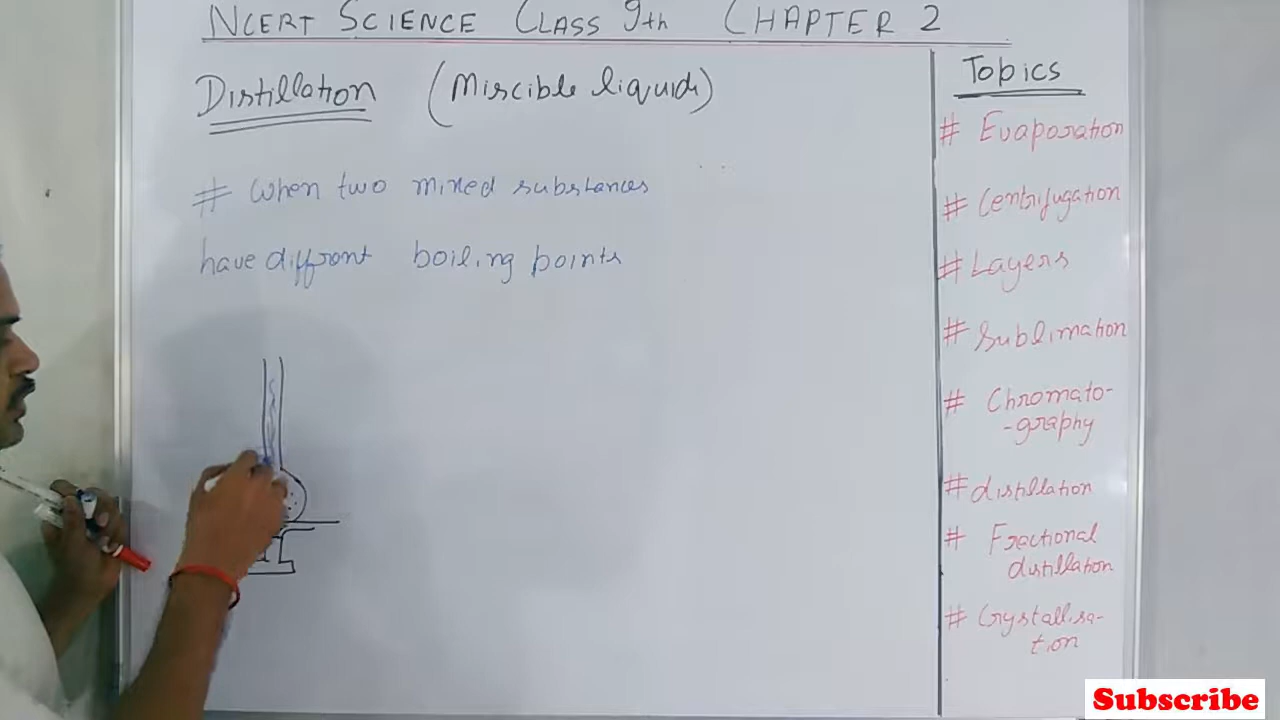 NCERT SCIENCE CLASS 9th CHAPTER 2
Distillation (Miscible liquids)
# When two mixed substances
have diffront boiling points
Topics
# Evaporation
# Centrifugation
# Layers
# Sublimation
# Chromato-
-graphy
# distillation
# Fractional
distillation
# Crystallisa-
tion
Subscribe